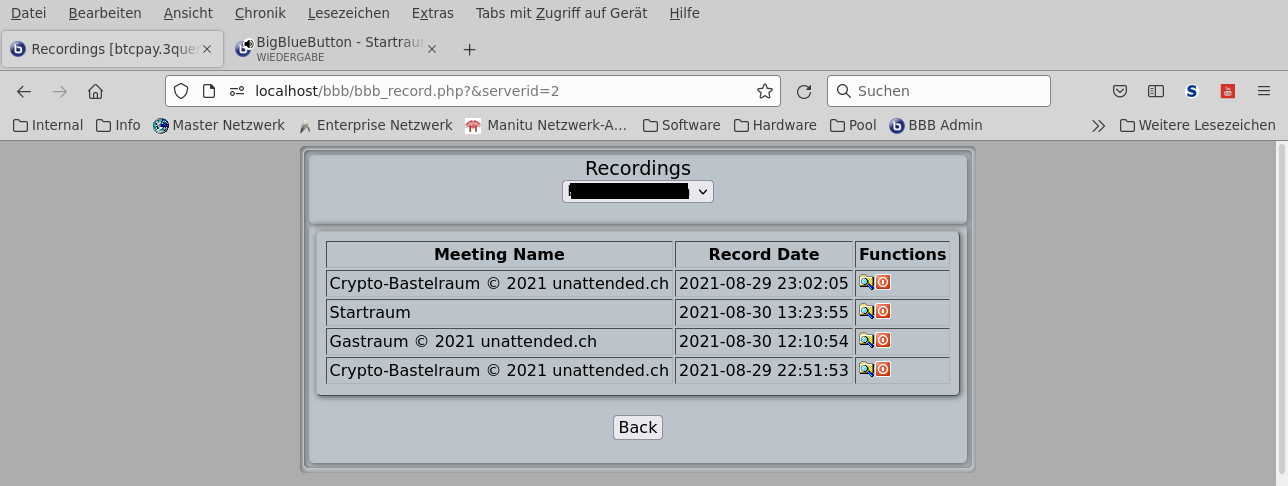 Datei Bearbeiten Ansicht Chronik Lesezeichen Extras Tabs mit Zugriff auf Gerät Hilfe
Recordings [btcpay.3que
BigBlueButton - Startrau
WIEDERGABE
localhost/bbb/bbb_record.php?&serverid=2
Suchen
Internal Info Master Netzwerk Enterprise Netzwerk Manitu Netzwerk-A... Software Hardware Pool BBB Admin Weitere Lesezeichen
Recordings
Meeting Name Record Date Functions
Crypto-Bastelraum © 2021 unattended.ch 2021-08-29 23:02:05
Startraum 2021-08-30 13:23:55
Gastraum © 2021 unattended.ch 2021-08-30 12:10:54
Crypto-Bastelraum © 2021 unattended.ch 2021-08-29 22:51:53
Back